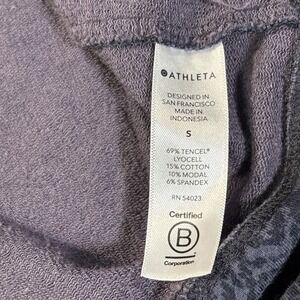 ATHLETA
DESIGNED IN
SAN FRANCISCO
MADE IN
INDONESIA
S
69% TENCEL®
LYOCELL
15% COTTON
10% MODAL
6% SPANDEX
RN 54023
Certified
B
Corporation